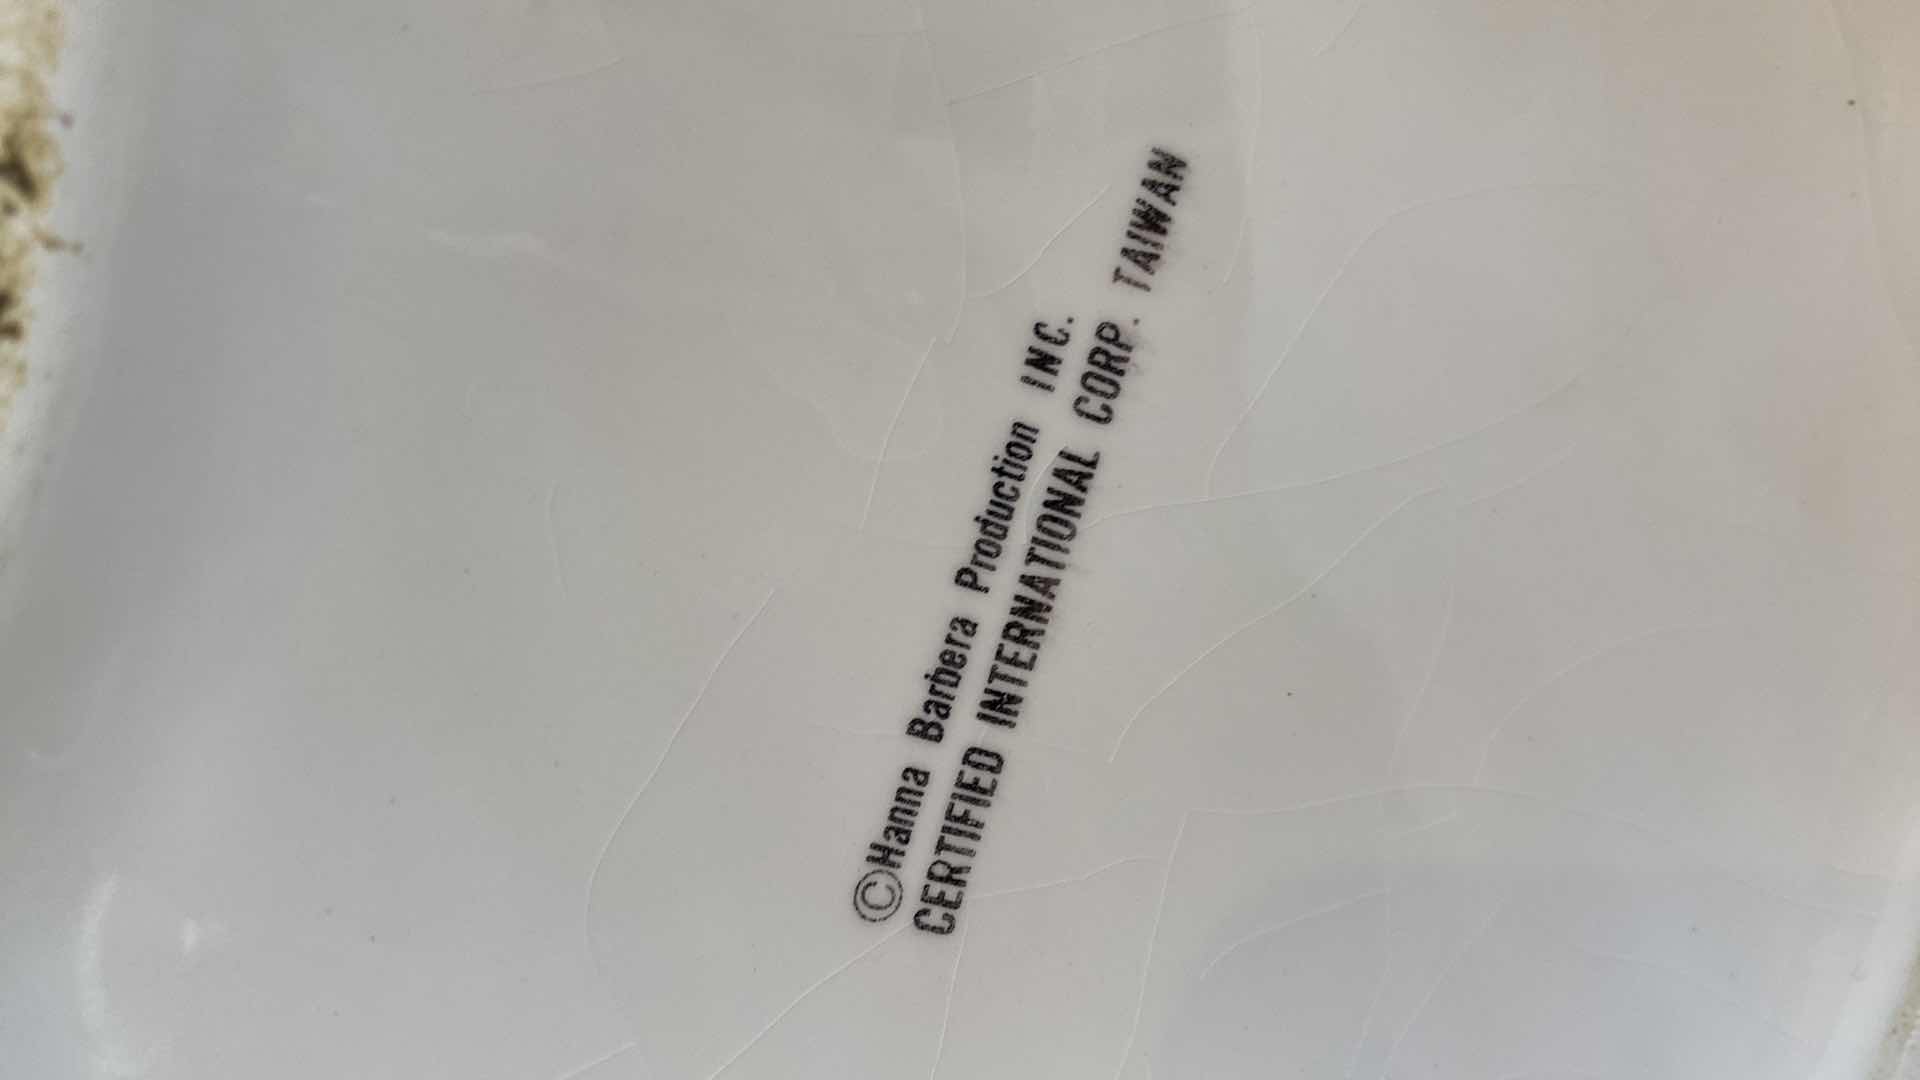 ©Hanna Barbera Production INC.
CERTIFIED INTERNATIONAL CORP. TAIWAN